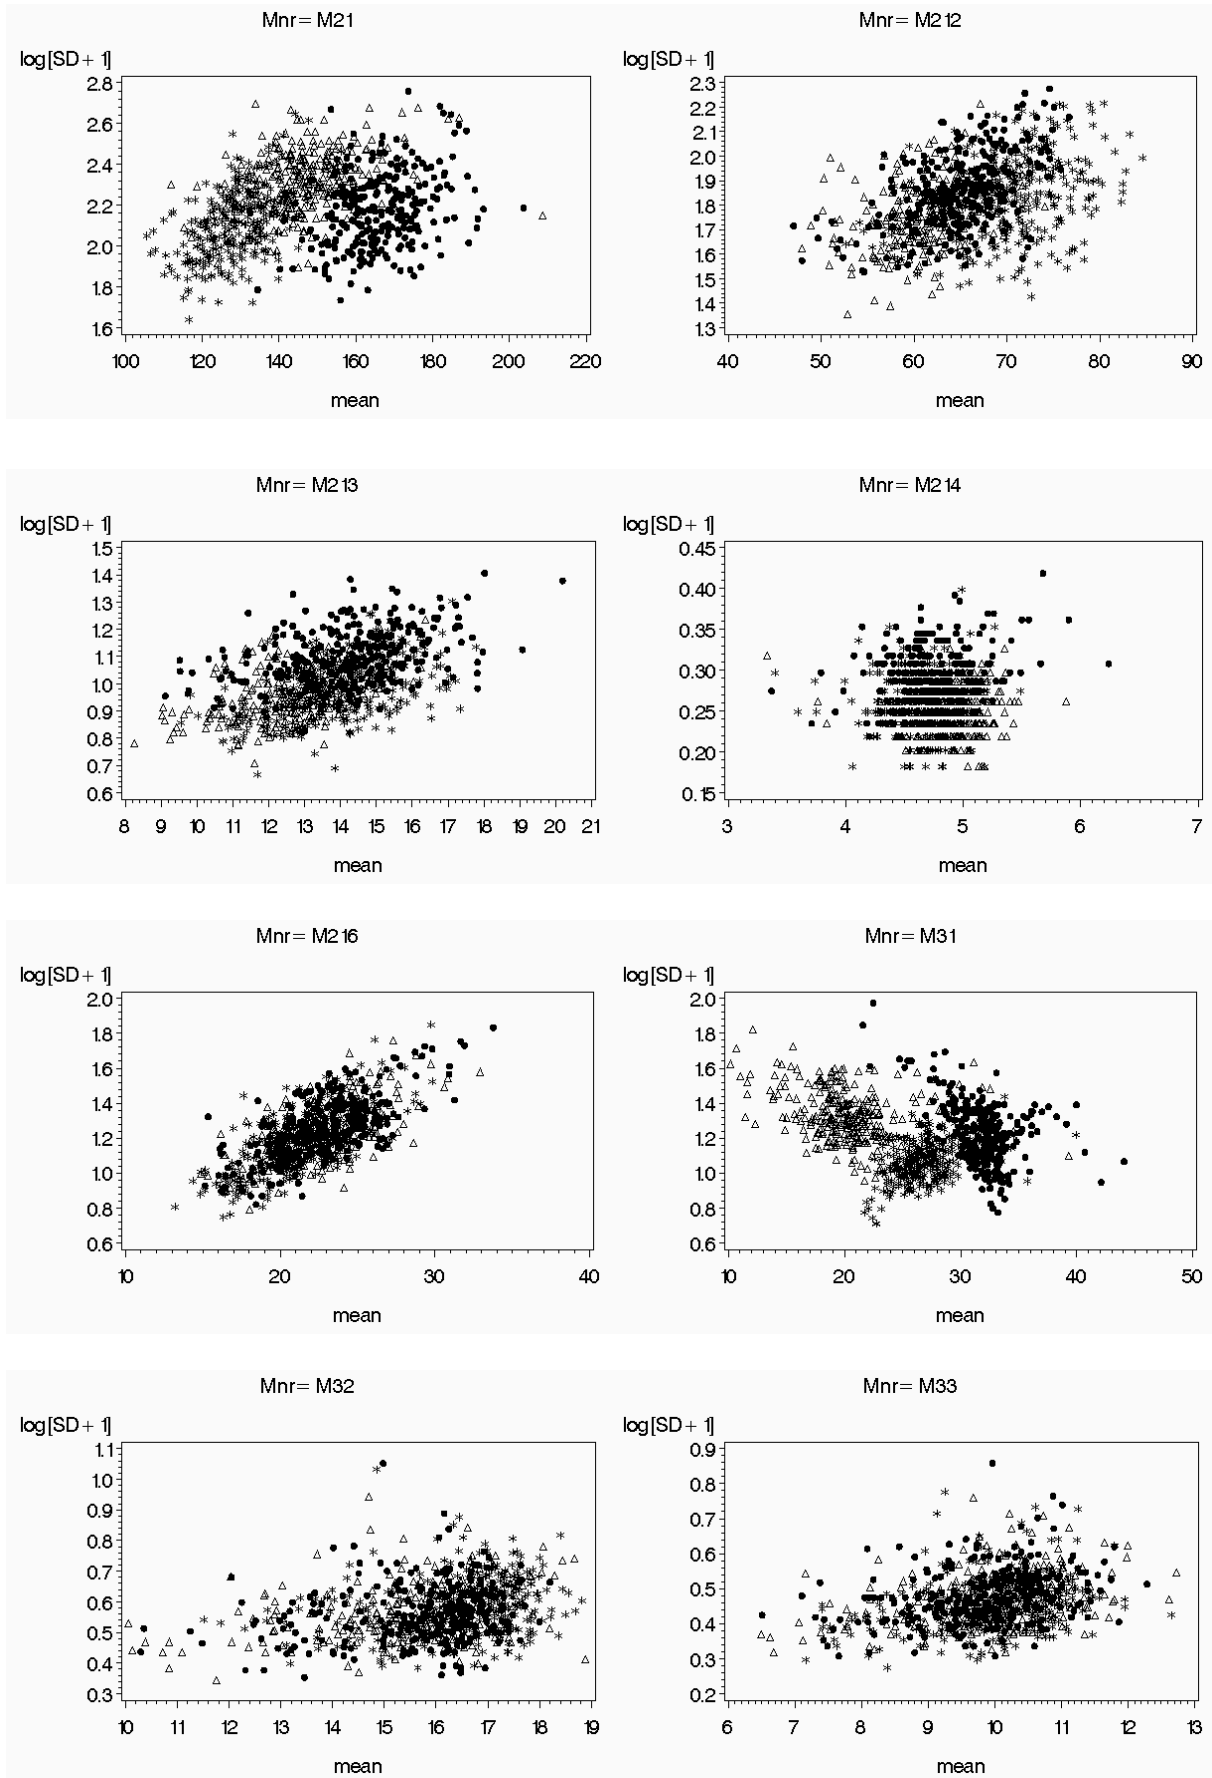 Mnr= M21 Mnr= M212
log[SD+1] log[SD+1]
2.8 2.3
2.6 2.2
2.4 2.1
2.2 2.0
2.0 1.9
1.8 1.8
1.6 1.7
1.6
1.5
1.4
1.3
100 120 140 160 180 200 220 40 50 60 70 80 90
mean mean
Mnr= M213 Mnr= M214
log[SD+1] log[SD+1]
1.5 0.45
1.4 0.40
1.3 0.35
1.2 0.30
1.1 0.25
1.0 0.20
0.9 0.15
0.8
0.7
0.6
8 9 10 11 12 13 14 15 16 17 18 19 20 21 3 4 5 6 7
mean mean
Mnr= M216 Mnr= M31
log[SD+1] log[SD+1]
2.0 2.0
1.8 1.8
1.6 1.6
1.4 1.4
1.2 1.2
1.0 1.0
0.8 0.8
0.6 0.6
10 20 30 40 10 20 30 40 50
mean mean
Mnr= M32 Mnr= M33
log[SD+1] log[SD+1]
1.1 0.9
1.0 0.8
0.9 0.7
0.8 0.6
0.7 0.5
0.6 0.4
0.5 0.3
0.4 0.2
0.3
10 11 12 13 14 15 16 17 18 19 6 7 8 9 10 11 12 13
mean mean